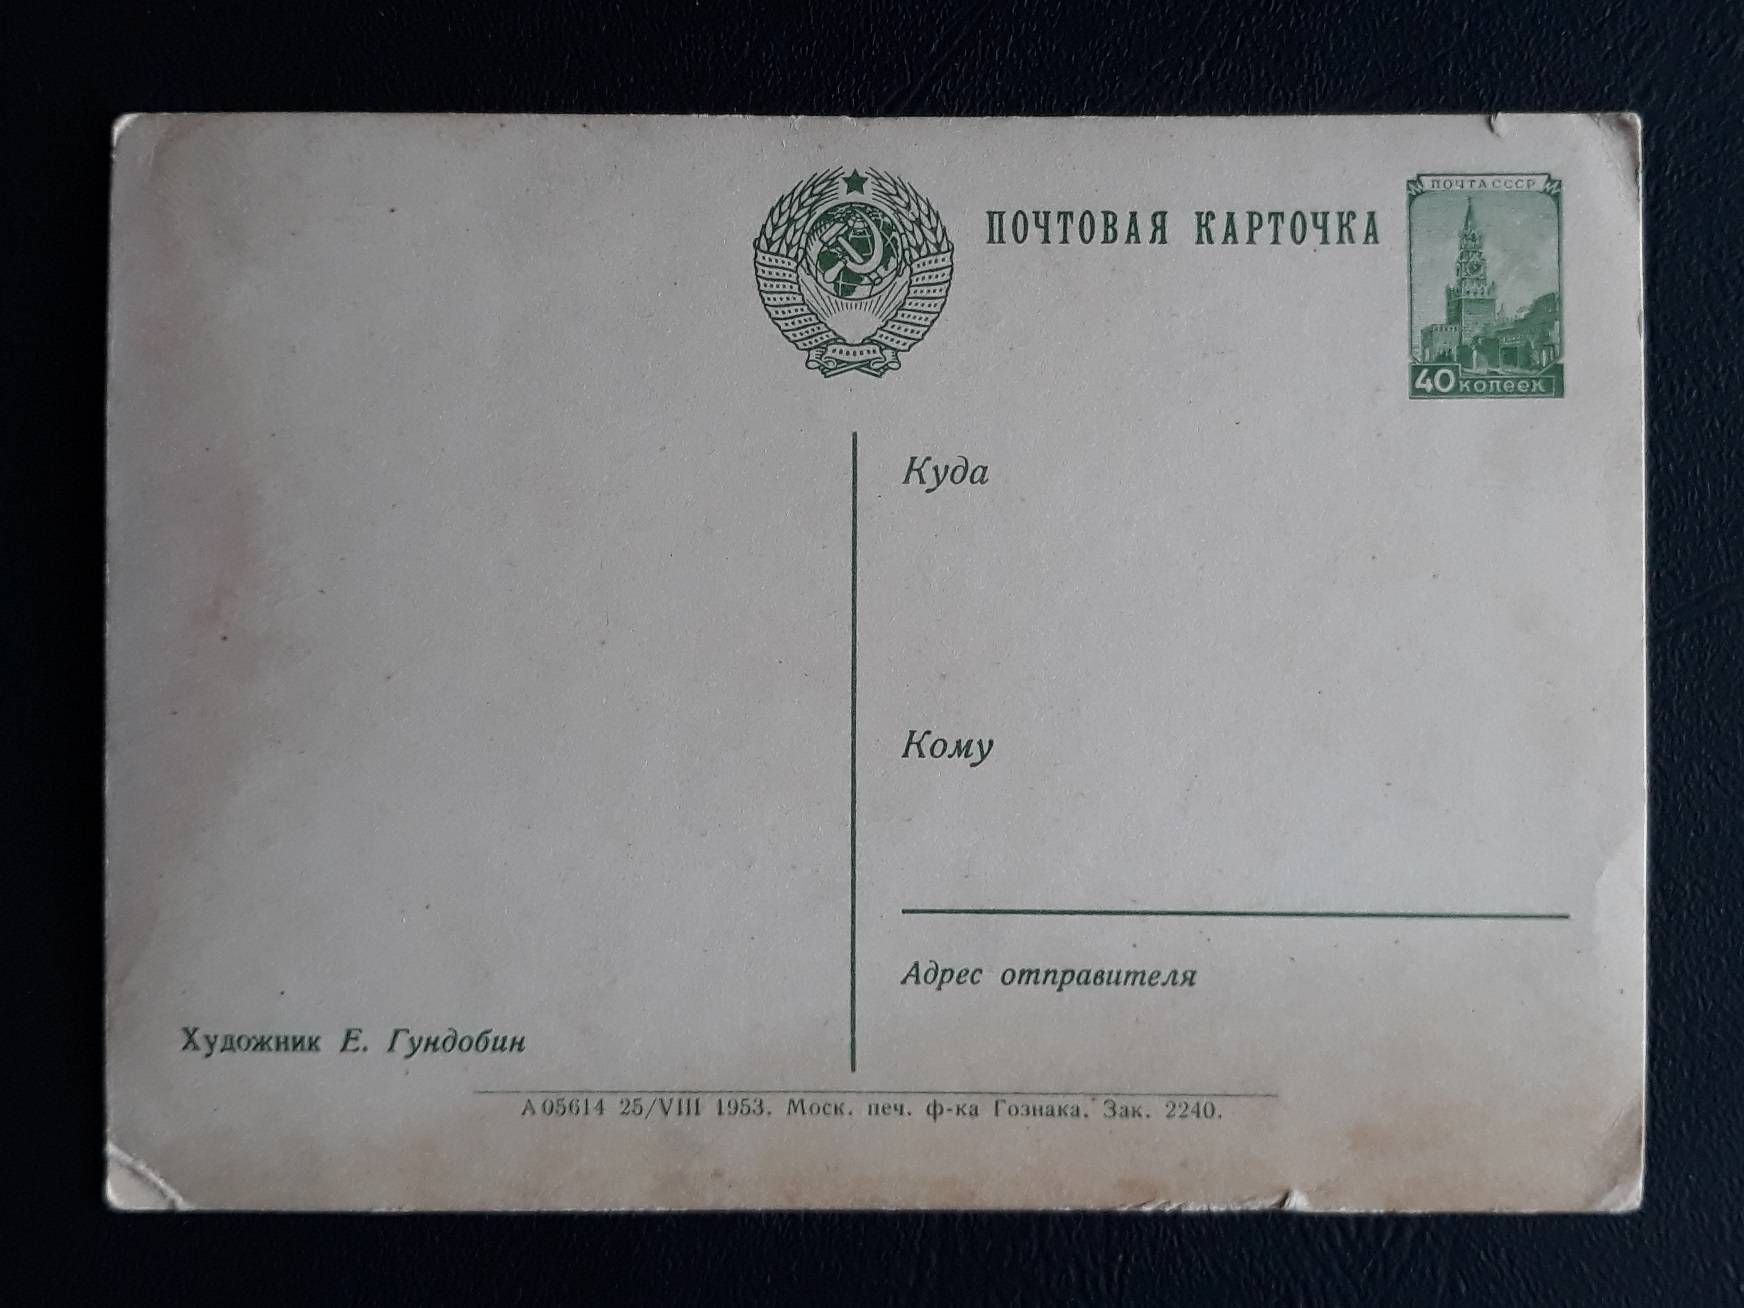 ПОЧТА СССР
ПОЧТОВАЯ КАРТОЧКА
40 КОПЕЕК
Куда
Кому
Адрес отправителя
Художник Е. Гундобин
А 05614 25/VIII 1953. Моск. печ. ф-ка Гознака. Зак. 2240.